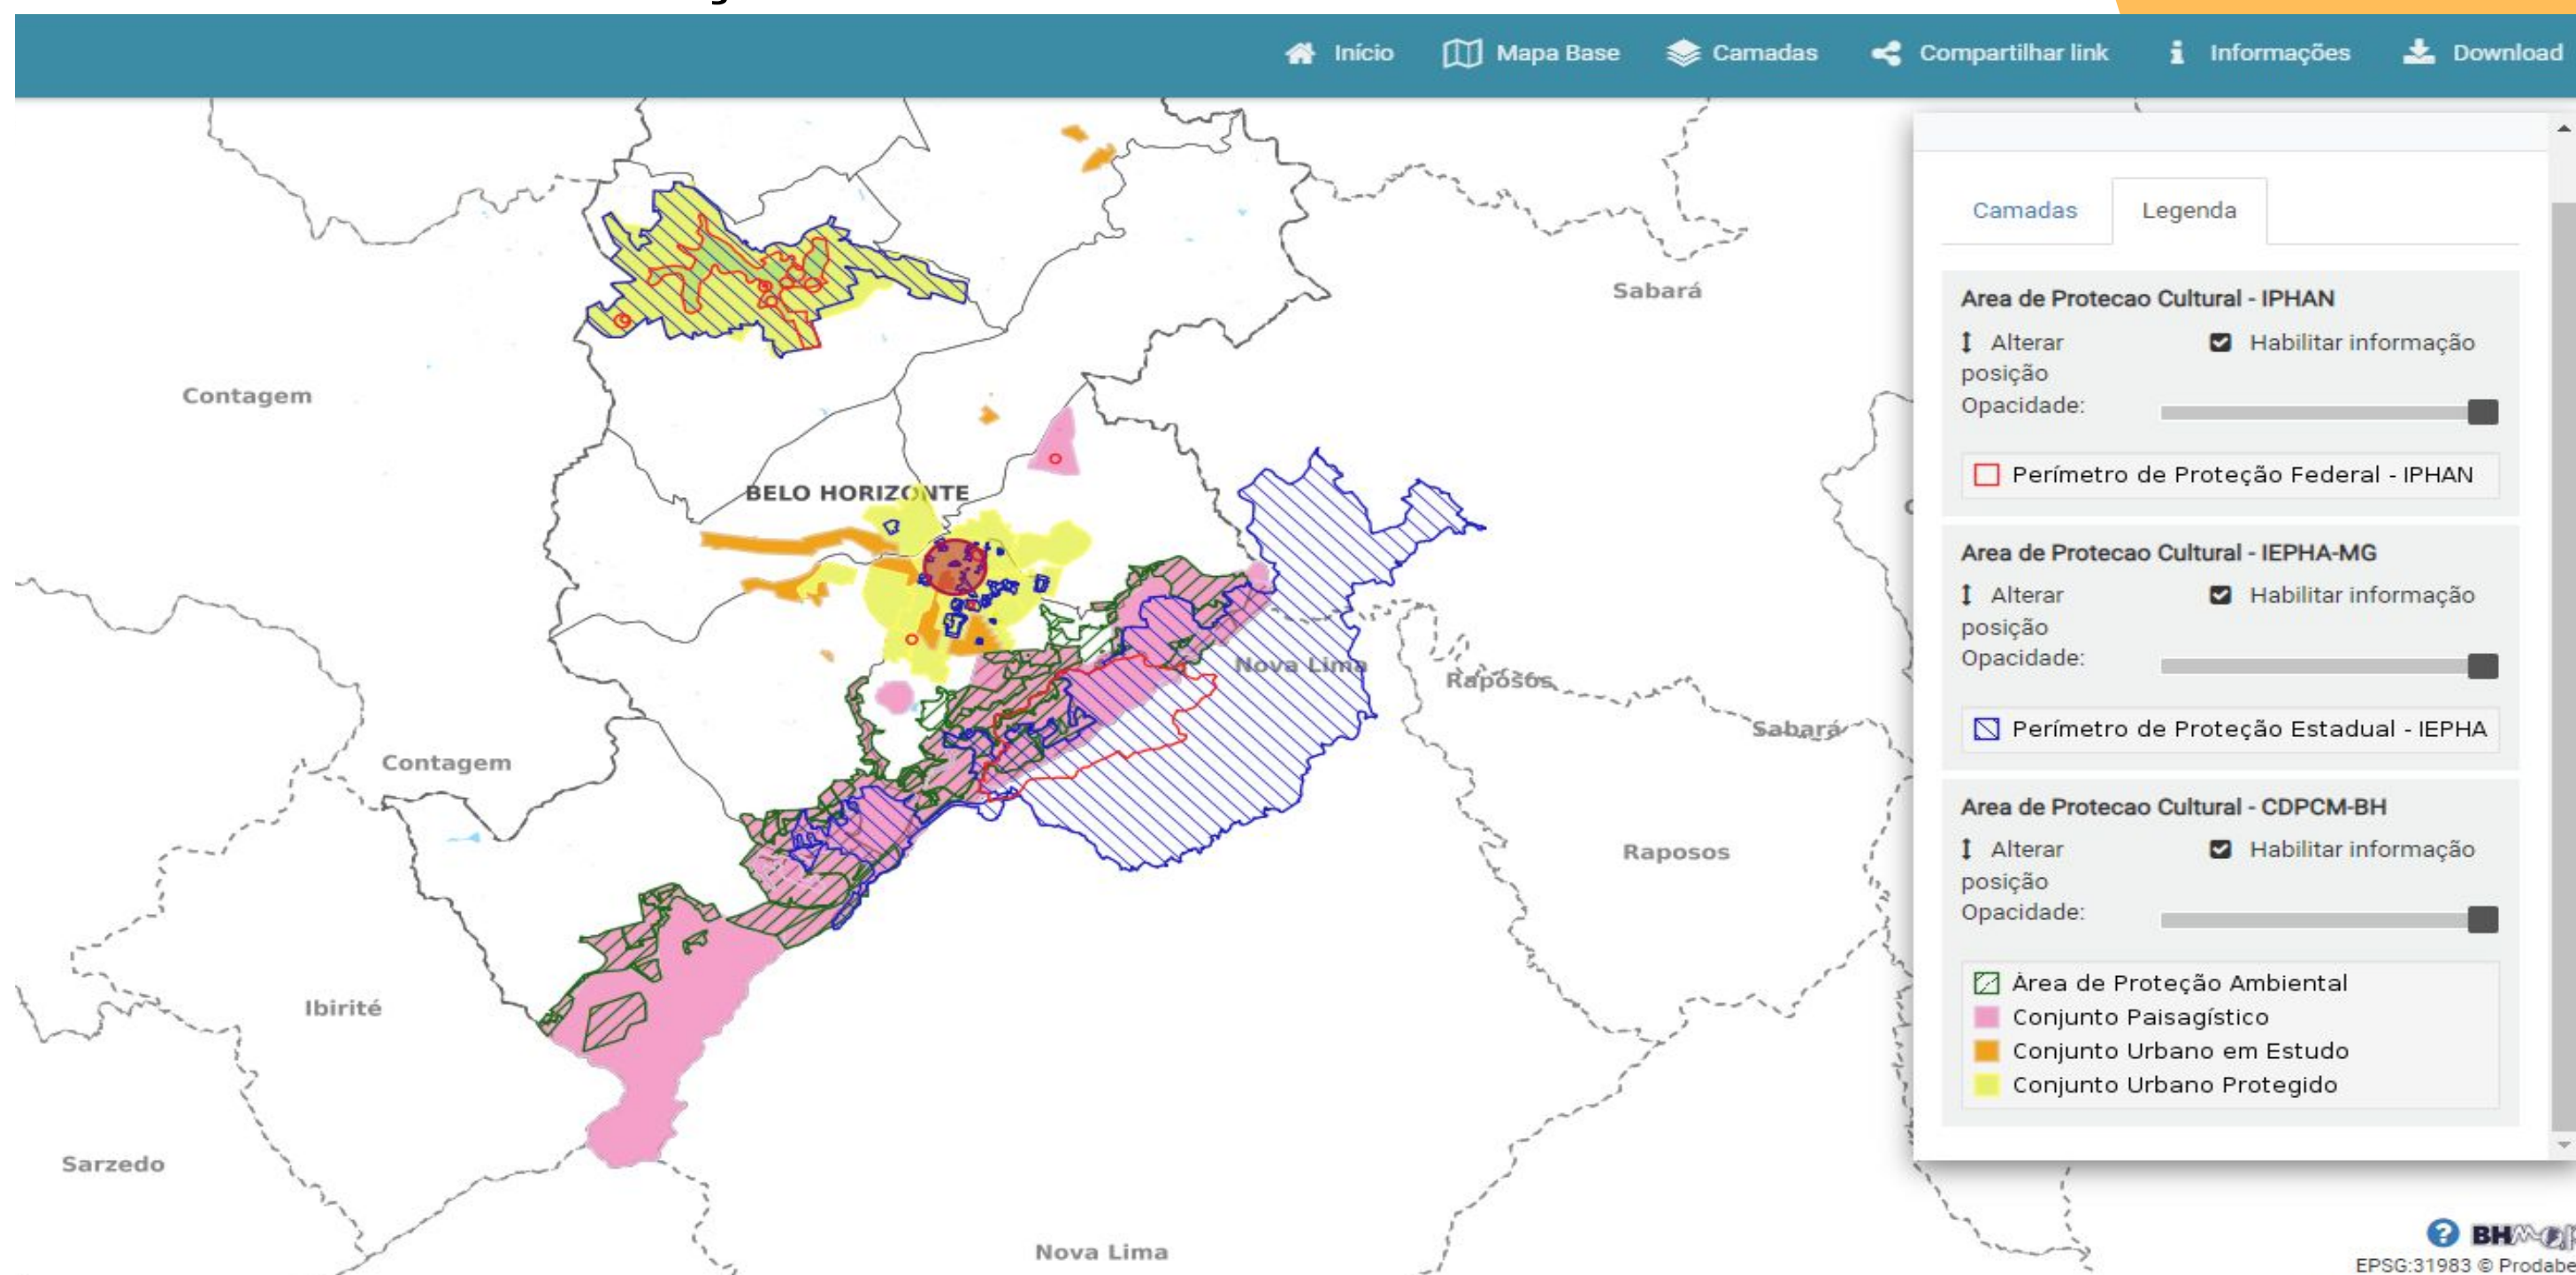 Início
Mapa Base
Camadas
Compartilhar link
Informações
Download
Camadas
Legenda
Area de Protecao Cultural - IPHAN
Alterar posição
Habilitar informação
Opacidade:
Perímetro de Proteção Federal - IPHAN
Area de Protecao Cultural - IEPHA-MG
Alterar posição
Habilitar informação
Opacidade:
Perímetro de Proteção Estadual - IEPHA
Area de Protecao Cultural - CDPCM-BH
Alterar posição
Habilitar informação
Opacidade:
Área de Proteção Ambiental
Conjunto Paisagístico
Conjunto Urbano em Estudo
Conjunto Urbano Protegido
Sabará
Contagem
BELO HORIZONTE
Nova Lima
Raposos
Sabará
Contagem
Raposos
Ibirité
Sarzedo
Nova Lima
BHmap
EPSG:31983 © Prodabe